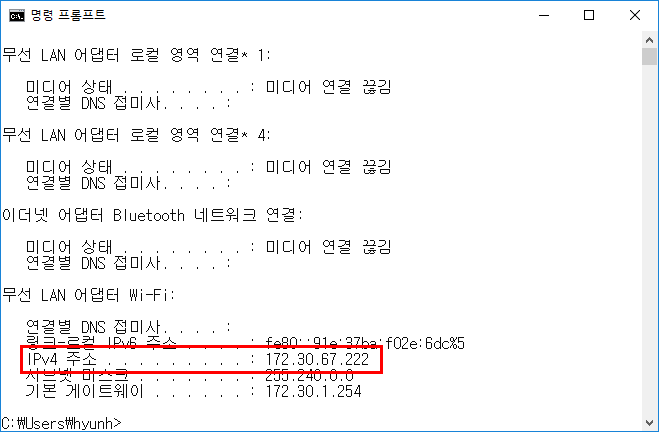 명령 프롬프트
무선 LAN 어댑터 로컬 영역 연결* 1:
미디어 상태 . . . . . . . . : 미디어 연결 끊김
연결별 DNS 접미사. . . . :
무선 LAN 어댑터 로컬 영역 연결* 4:
미디어 상태 . . . . . . . . : 미디어 연결 끊김
연결별 DNS 접미사. . . . :
이더넷 어댑터 Bluetooth 네트워크 연결:
미디어 상태 . . . . . . . . : 미디어 연결 끊김
연결별 DNS 접미사. . . . :
무선 LAN 어댑터 Wi-Fi:
연결별 DNS 접미사. . . . :
링크-로컬 IPv6 주소 . . . . : fe80::91e:37ba:f02e:6dc%5
IPv4 주소 . . . . . . . . . : 172.30.67.222
서브넷 마스크 . . . . . . . : 255.240.0.0
기본 게이트웨이 . . . . . . : 172.30.1.254
C:₩Users₩hyunh>